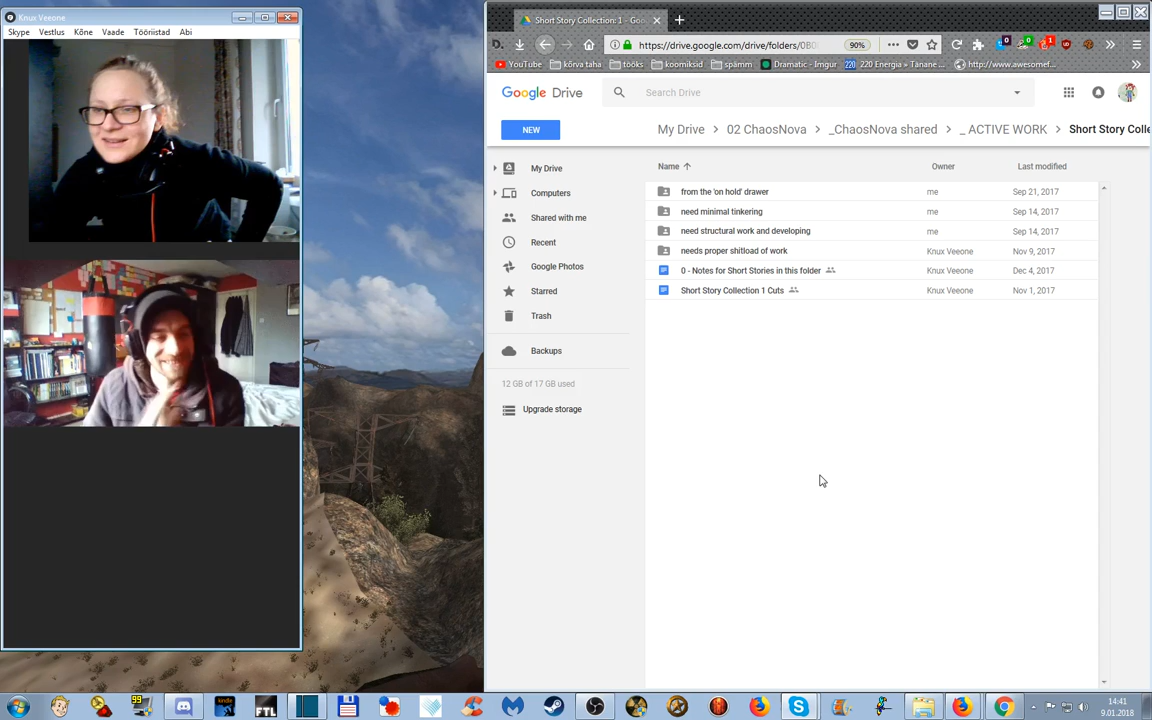 Knux Veeone
Skype Vestlus Kõne Vaade Tööriistad Abi
Short Story Collection: 1 - Goo
https://drive.google.com/drive/folders/0B0
90%
0 0 1
YouTube kõrva taha tööks koomiksid spämm Dramatic - Imgur 220 Energia » Tänane ... http://www.awesomef...
Google Drive
Search Drive
NEW
My Drive > 02 ChaosNova > _ChaosNova shared > _ ACTIVE WORK > Short Story Colle
My Drive
Computers
Shared with me
Recent
Google Photos
Starred
Trash
Backups
12 GB of 17 GB used
Upgrade storage
Name Owner Last modified
from the 'on hold' drawer me Sep 21, 2017
need minimal tinkering me Sep 14, 2017
need structural work and developing me Sep 14, 2017
needs proper shitload of work Knux Veeone Nov 9, 2017
0 - Notes for Short Stories in this folder Knux Veeone Dec 4, 2017
Short Story Collection 1 Cuts Knux Veeone Nov 1, 2017
99
kindle
FTL
14:41
9.01.2018